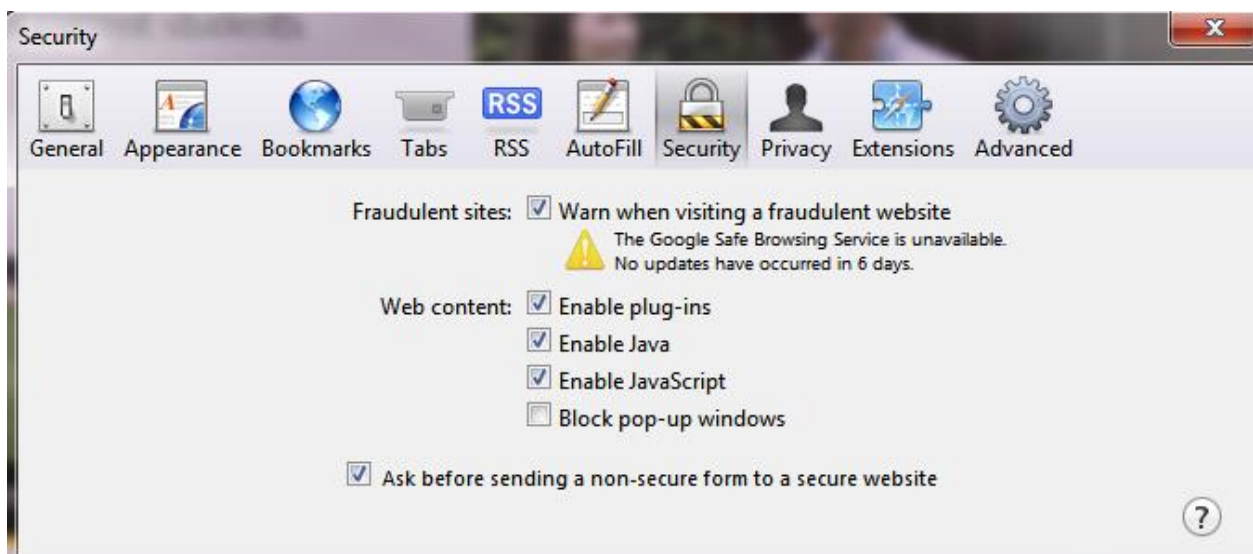 Security
General Appearance Bookmarks Tabs RSS AutoFill Security Privacy Extensions Advanced
RSS
Fraudulent sites: Warn when visiting a fraudulent website
The Google Safe Browsing Service is unavailable.
No updates have occurred in 6 days.
Web content: Enable plug-ins
Enable Java
Enable JavaScript
Block pop-up windows
Ask before sending a non-secure form to a secure website
?